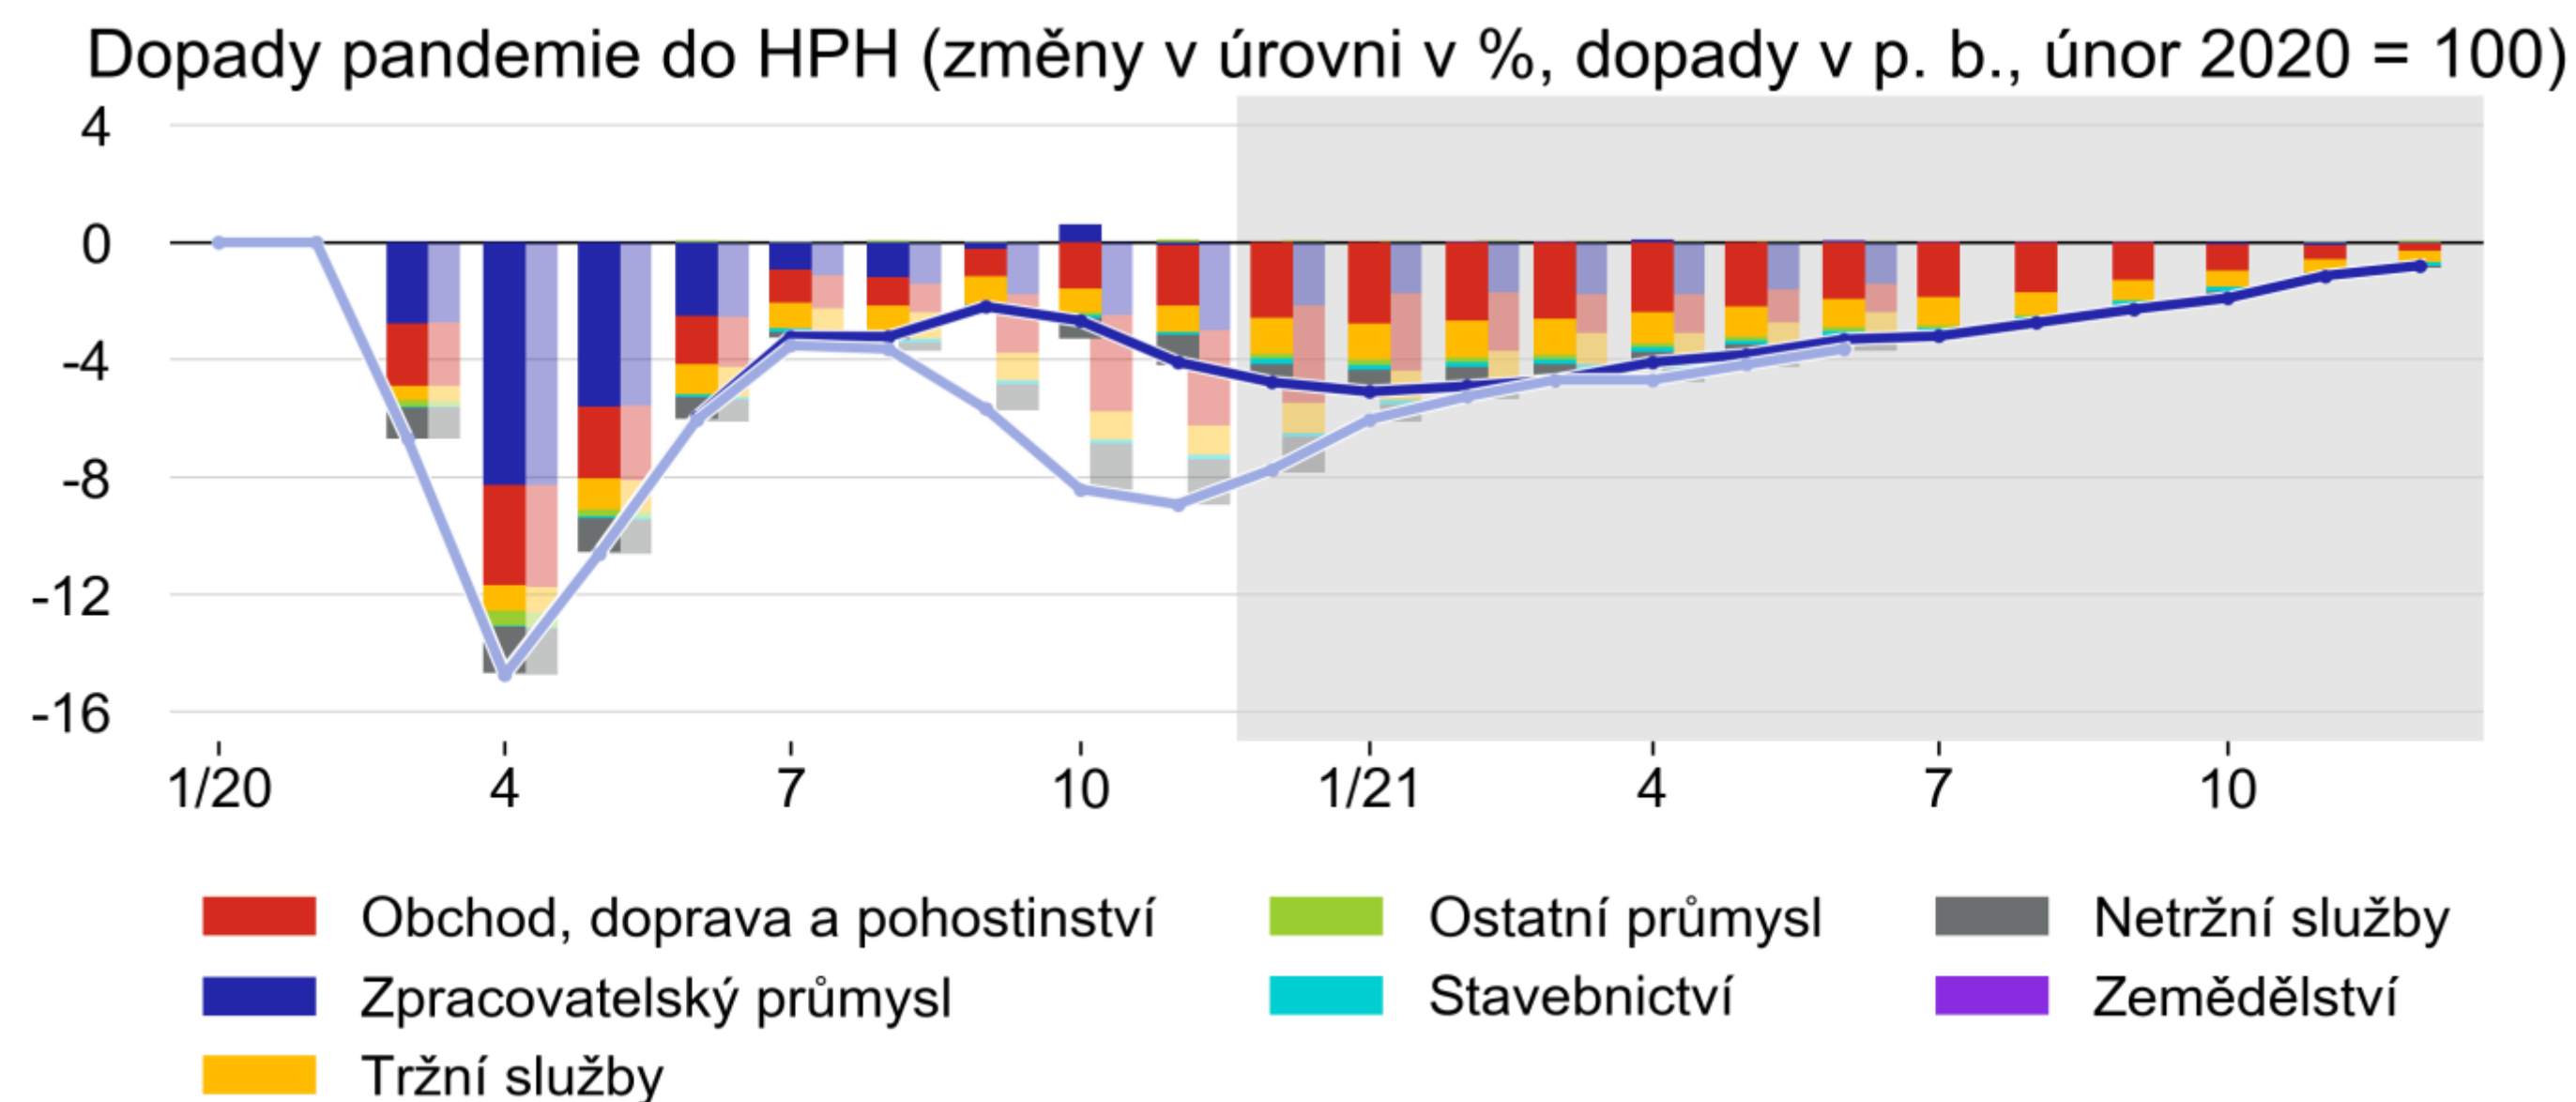 Dopady pandemie do HPH (změny v úrovni v %, dopady v p. b., únor 2020 = 100)
4
0
-4
-8
-12
-16
1/20 4 7 10 1/21 4 7 10
Obchod, doprava a pohostinství Ostatní průmysl Netržní služby
Zpracovatelský průmysl Stavebnictví Zemědělství
Tržní služby